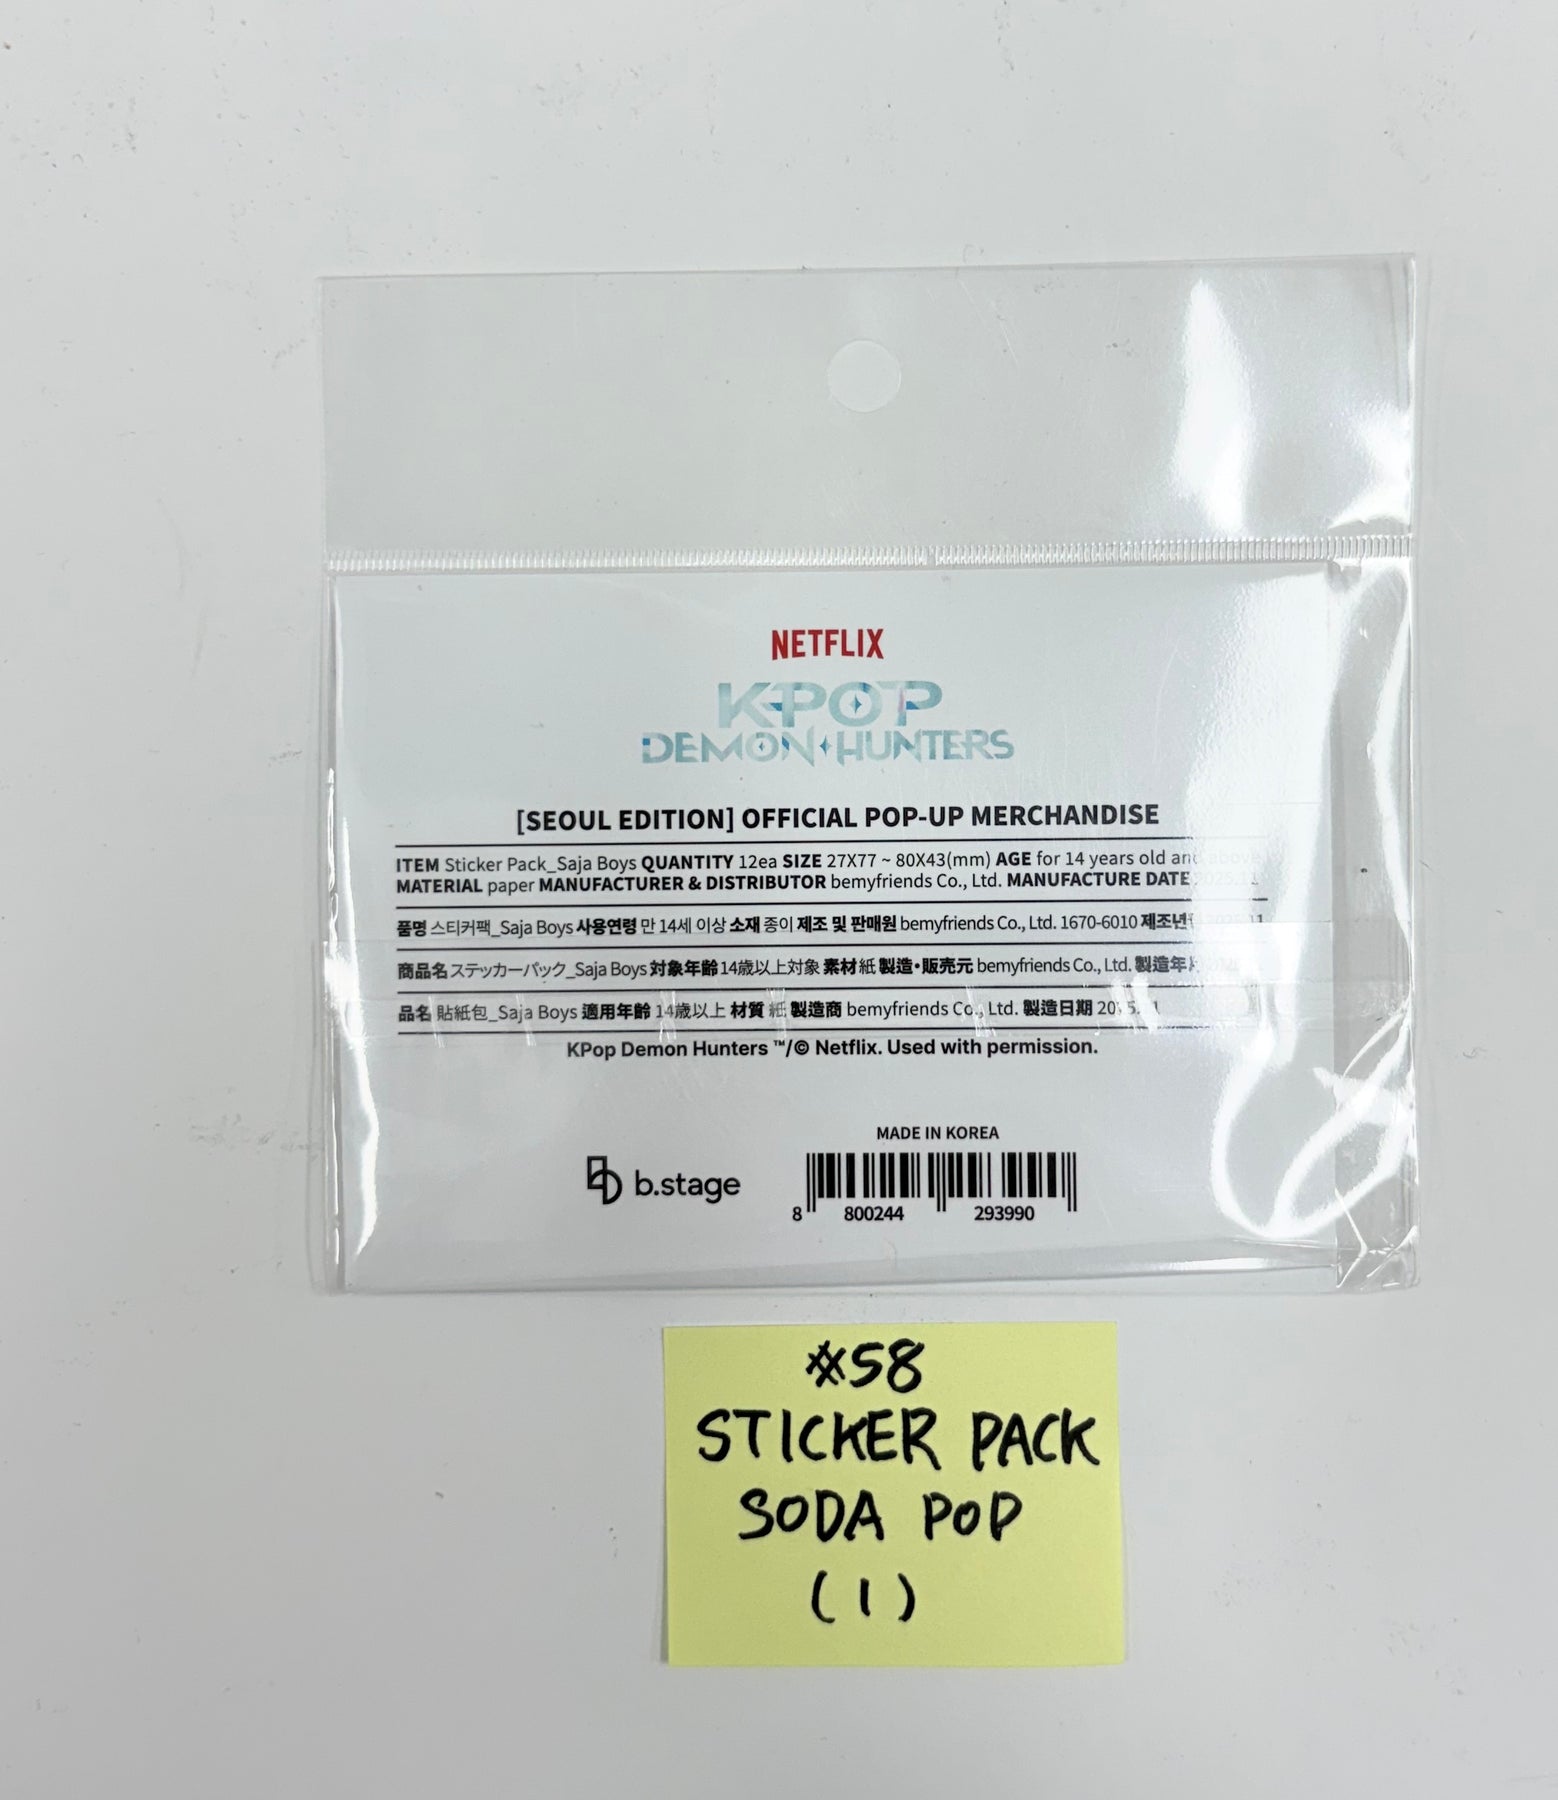 NETFLIX
KPOP
DEMON HUNTERS
[SEOUL EDITION] OFFICIAL POP-UP MERCHANDISE
ITEM Sticker Pack_Saja Boys QUANTITY 12ea SIZE 27X77 ~ 80X43(mm) AGE for 14 years old and above
MATERIAL paper MANUFACTURER & DISTRIBUTOR bemyfriends Co., Ltd. MANUFACTURE DATE 2025.11
품명 스티커팩_Saja Boys 사용연령 만 14세 이상 소재 종이 제조 및 판매원 bemyfriends Co., Ltd. 1670-6010
商品名 ステッカーパック_Saja Boys 対象年齢 14歳以上対象 素材 紙 製造・販売元 bemyfriends Co., Ltd.
品名 貼紙包_Saja Boys 適用年齡 14歲以上 材質 紙 製造商 bemyfriends Co., Ltd. 製造日期
KPop Demon Hunters ™/© Netflix. Used with permission.
MADE IN KOREA
b.stage
8 800244 293990
#58
STICKER PACK
SODA POP
(1)